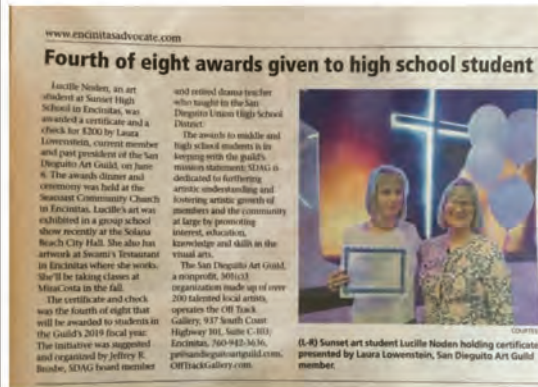 www.encinitasadvocate.com
Fourth of eight awards given to high school student
Lucille Noden, an art
student at Sunset High
School in Encinitas, was
awarded a certificate and a
check for $200 by Laura
Lowenstein, current member
and past president of the San
Dieguito Art Guild, on June
8. The awards dinner and
ceremony was held at the
Seacoast Community Church
in Encinitas. Lucille's art was
exhibited in a group school
show recently at the Solana
Beach City Hall. She also has
artwork at Swami's Testaurant
in Encinitas where she works.
She'll be taking classes at
MiraCosta in the fall.
The certificate and check
was the fourth of eight that
will be awarded to students in
the Guild's 2019 fiscal year.
The initiative was suggested
and organized by Jeffrey R.
Brosbe, SDAG board member
and retired drama teacher
who taught in the San
Dieguito Union High School
District.
The awards to middle and
high school students is in
keeping with the guild's
mission statement: SDAG is
dedicated to furthering
artistic understanding and
fostering artistic growth of
members and the community
at large by promoting
interest, education,
knowledge and skills in the
visual arts.
The San Dieguito Art Guild,
a nonprofit, 501(c)3
organization made up of over
200 talented local artists,
operates the Off Track
Gallery, 937 South Coast
Highway 101, Suite C-103,
Encinitas, 760-942-3636,
pr@sandieguitoartguild.com,
OffTrackGallery.com.
COURTES
(L-R) Sunset art student Lucille Noden holding certificate
presented by Laura Lowenstein, San Dieguito Art Guild
member.